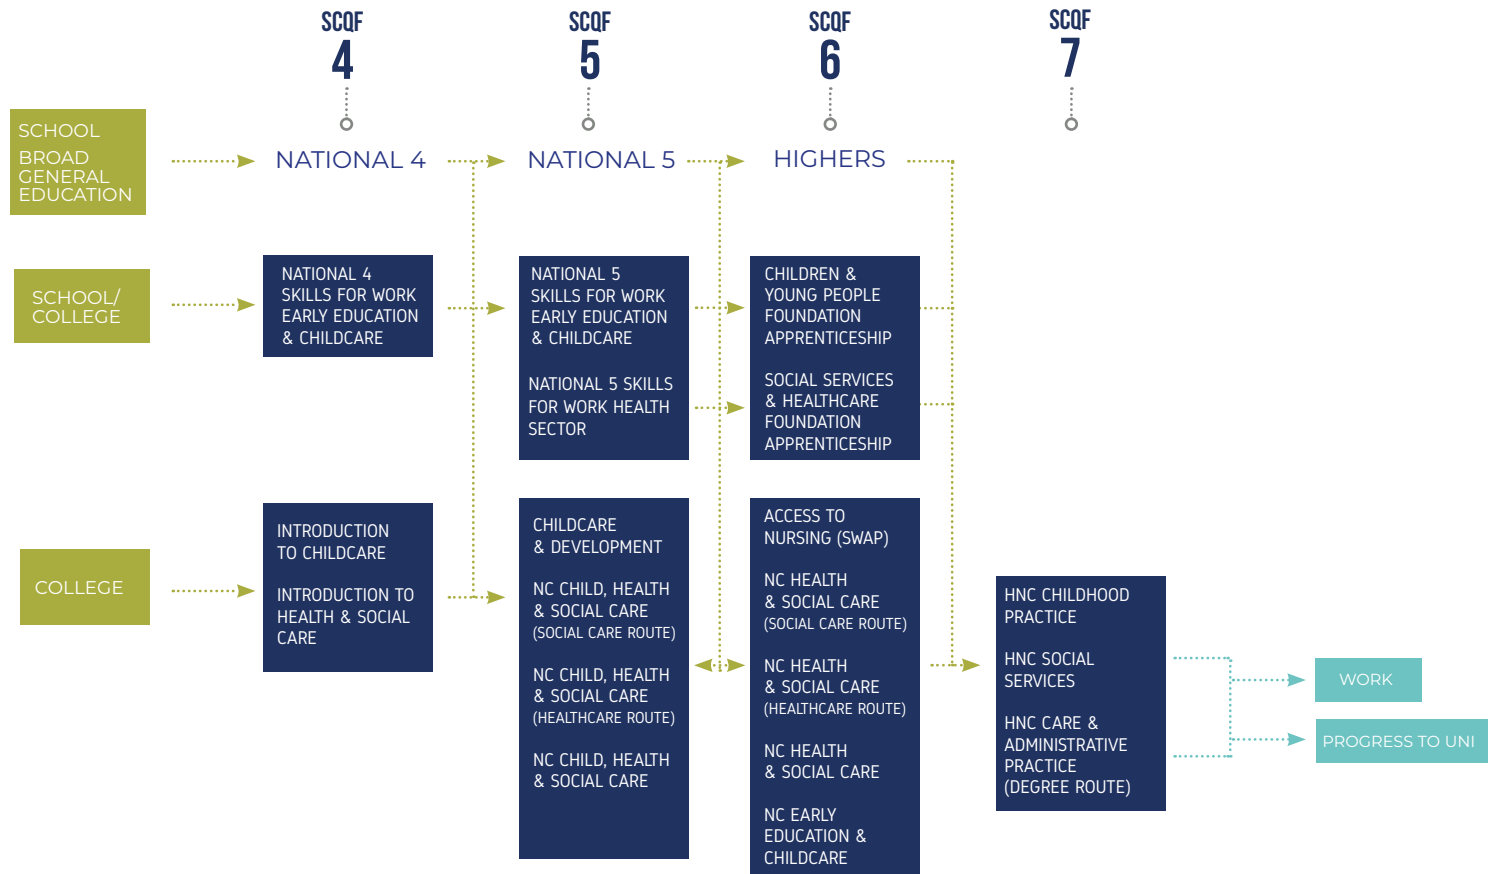 SCQF
4
SCQF
5
SCQF
6
SCQF
7
SCHOOL
BROAD
GENERAL
EDUCATION
NATIONAL 4
NATIONAL 5
HIGHERS
SCHOOL/
COLLEGE
NATIONAL 4
SKILLS FOR WORK
EARLY EDUCATION
& CHILDCARE
NATIONAL 5
SKILLS FOR WORK
EARLY EDUCATION
& CHILDCARE
NATIONAL 5 SKILLS
FOR WORK HEALTH
SECTOR
CHILDREN &
YOUNG PEOPLE
FOUNDATION
APPRENTICESHIP
SOCIAL SERVICES
& HEALTHCARE
FOUNDATION
APPRENTICESHIP
COLLEGE
INTRODUCTION
TO CHILDCARE
INTRODUCTION TO
HEALTH & SOCIAL
CARE
CHILDCARE
& DEVELOPMENT
NC CHILD, HEALTH
& SOCIAL CARE
(SOCIAL CARE ROUTE)
NC CHILD, HEALTH
& SOCIAL CARE
(HEALTHCARE ROUTE)
NC CHILD, HEALTH
& SOCIAL CARE
ACCESS TO
NURSING (SWAP)
NC HEALTH
& SOCIAL CARE
(SOCIAL CARE ROUTE)
NC HEALTH
& SOCIAL CARE
(HEALTHCARE ROUTE)
NC HEALTH
& SOCIAL CARE
NC EARLY
EDUCATION &
CHILDCARE
HNC CHILDHOOD
PRACTICE
HNC SOCIAL
SERVICES
HNC CARE &
ADMINISTRATIVE
PRACTICE
(DEGREE ROUTE)
WORK
PROGRESS TO UNI